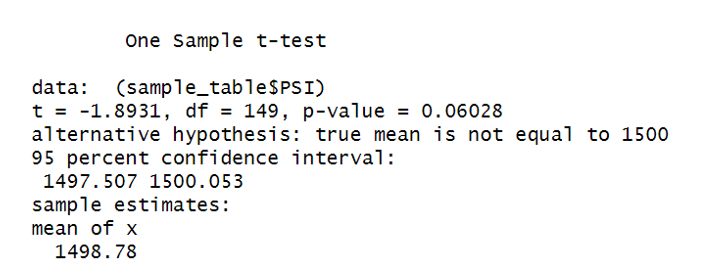 One Sample t-test
data:  (sample_table$PSI)
t = -1.8931, df = 149, p-value = 0.06028
alternative hypothesis: true mean is not equal to 1500
95 percent confidence interval:
1497.507 1500.053
sample estimates:
mean of x
1498.78